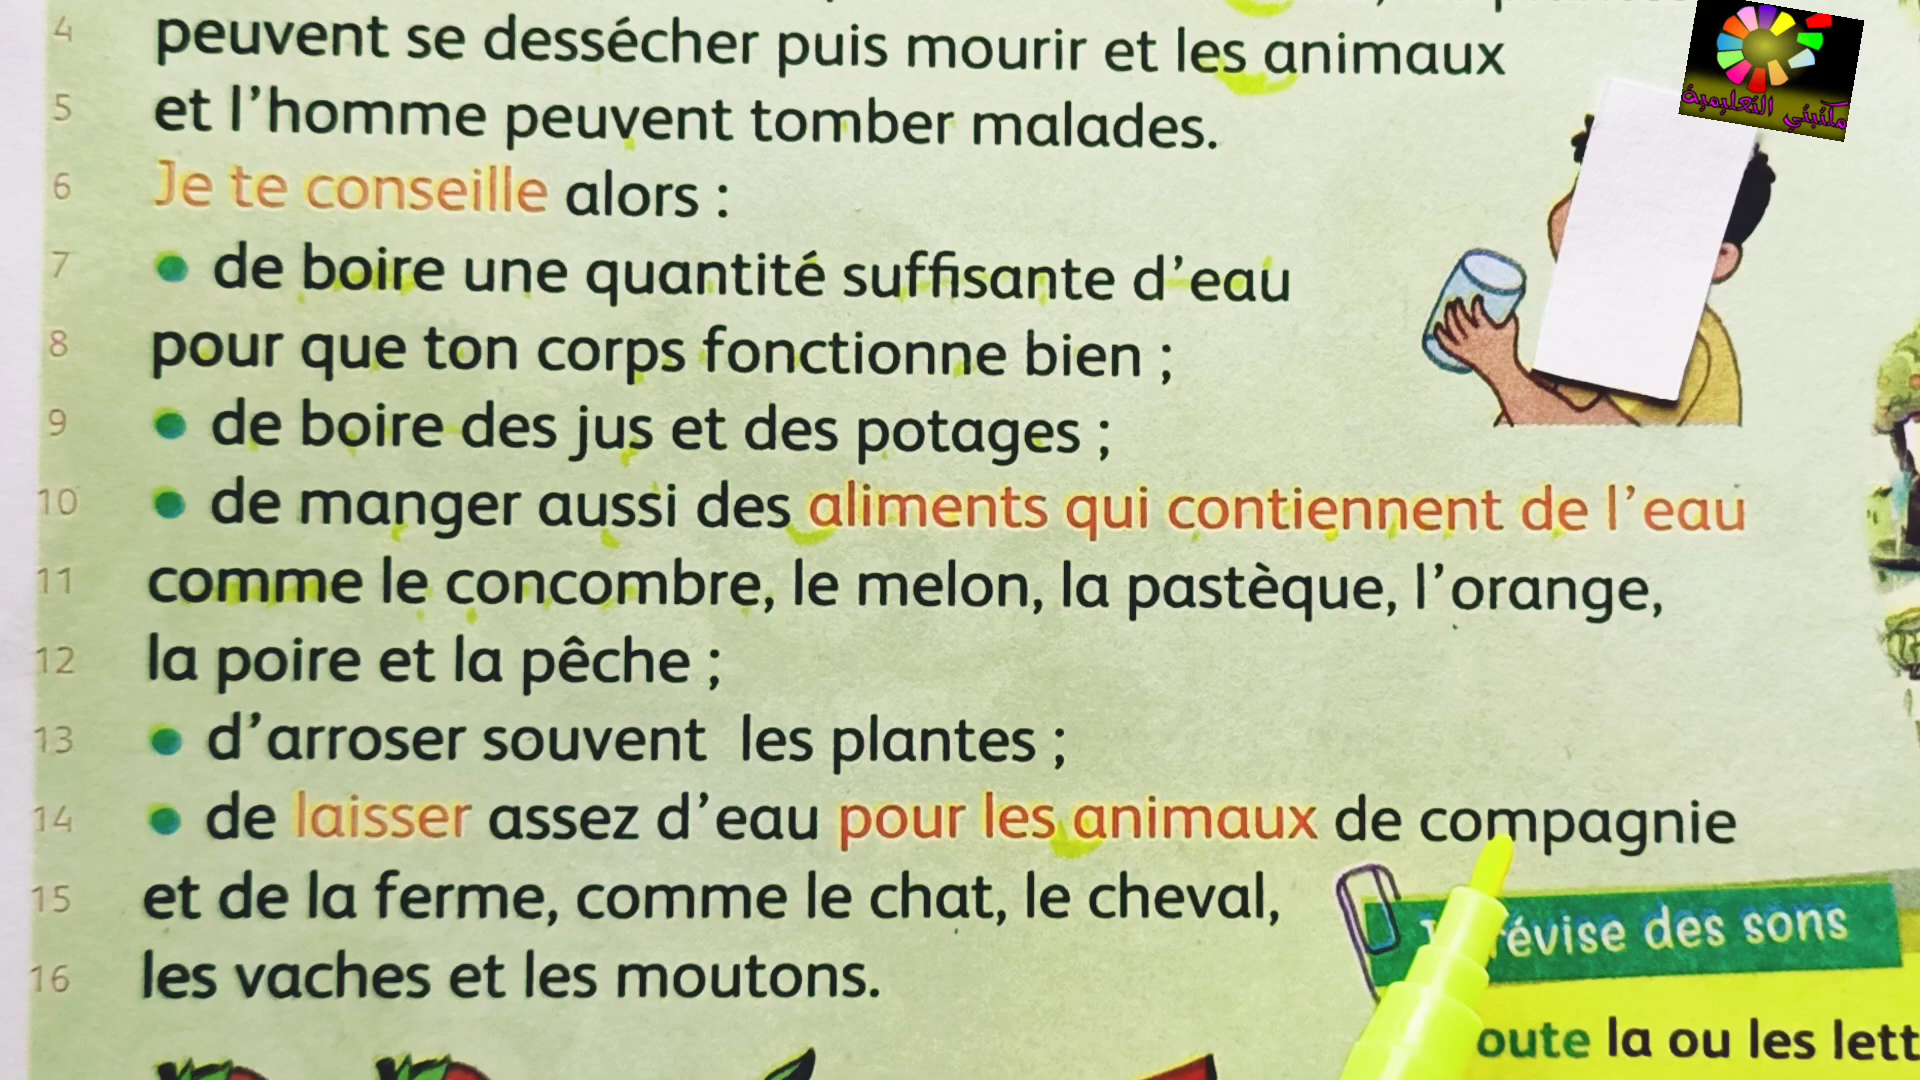 4 peuvent se dessécher puis mourir et les animaux
5 et l'homme peuvent tomber malades.
6 Je te conseille alors :
7 • de boire une quantité suffisante d'eau
8 pour que ton corps fonctionne bien ;
9 • de boire des jus et des potages ;
10 • de manger aussi des aliments qui contiennent de l'eau
11 comme le concombre, le melon, la pastèque, l'orange,
12 la poire et la pêche ;
13 • d'arroser souvent les plantes ;
14 • de laisser assez d'eau pour les animaux de compagnie
15 et de la ferme, comme le chat, le cheval,
16 les vaches et les moutons.
مكتبتي التعليمية
évise des sons
oute la ou les lett